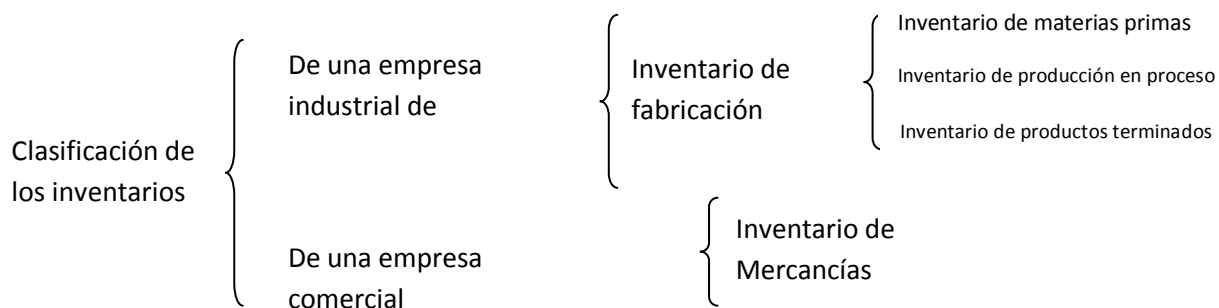 Clasificación de
los inventarios
De una empresa
industrial de
Inventario de
fabricación
Inventario de materias primas
Inventario de producción en proceso
Inventario de productos terminados
De una empresa
comercial
Inventario de
Mercancías